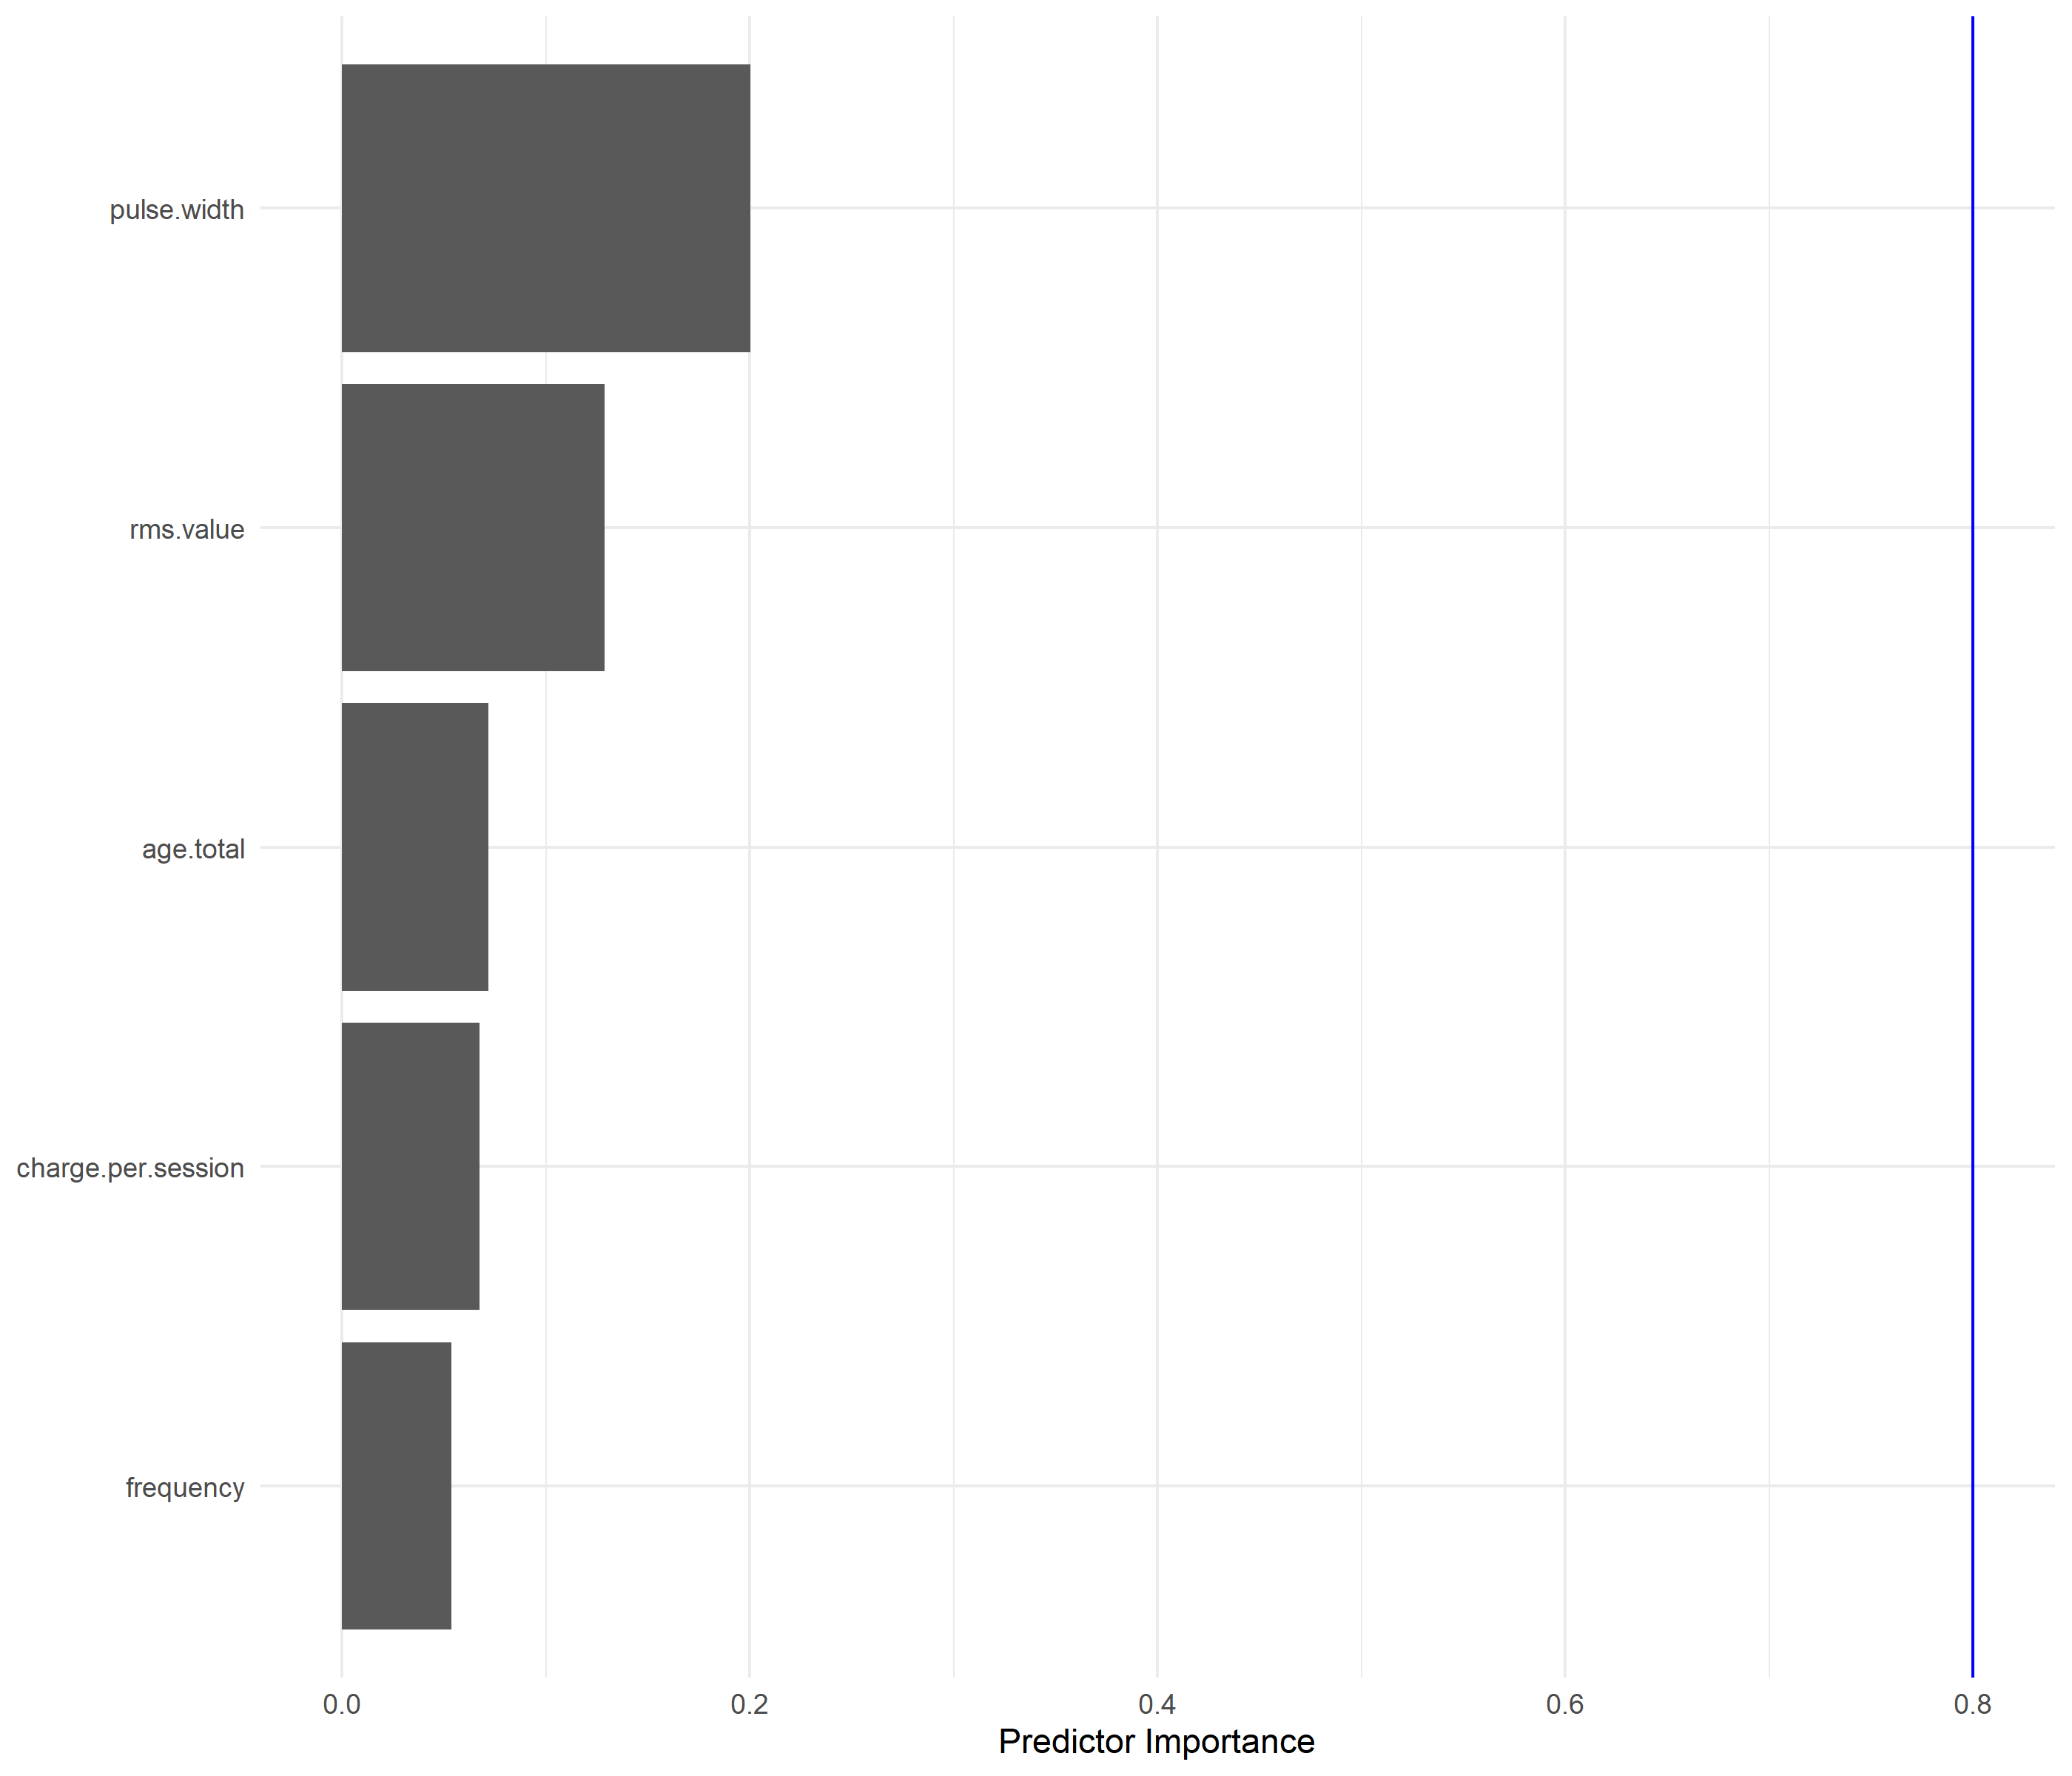 pulse.width
rms.value
age.total
charge.per.session
frequency
0.0 0.2 0.4 0.6 0.8
Predictor Importance